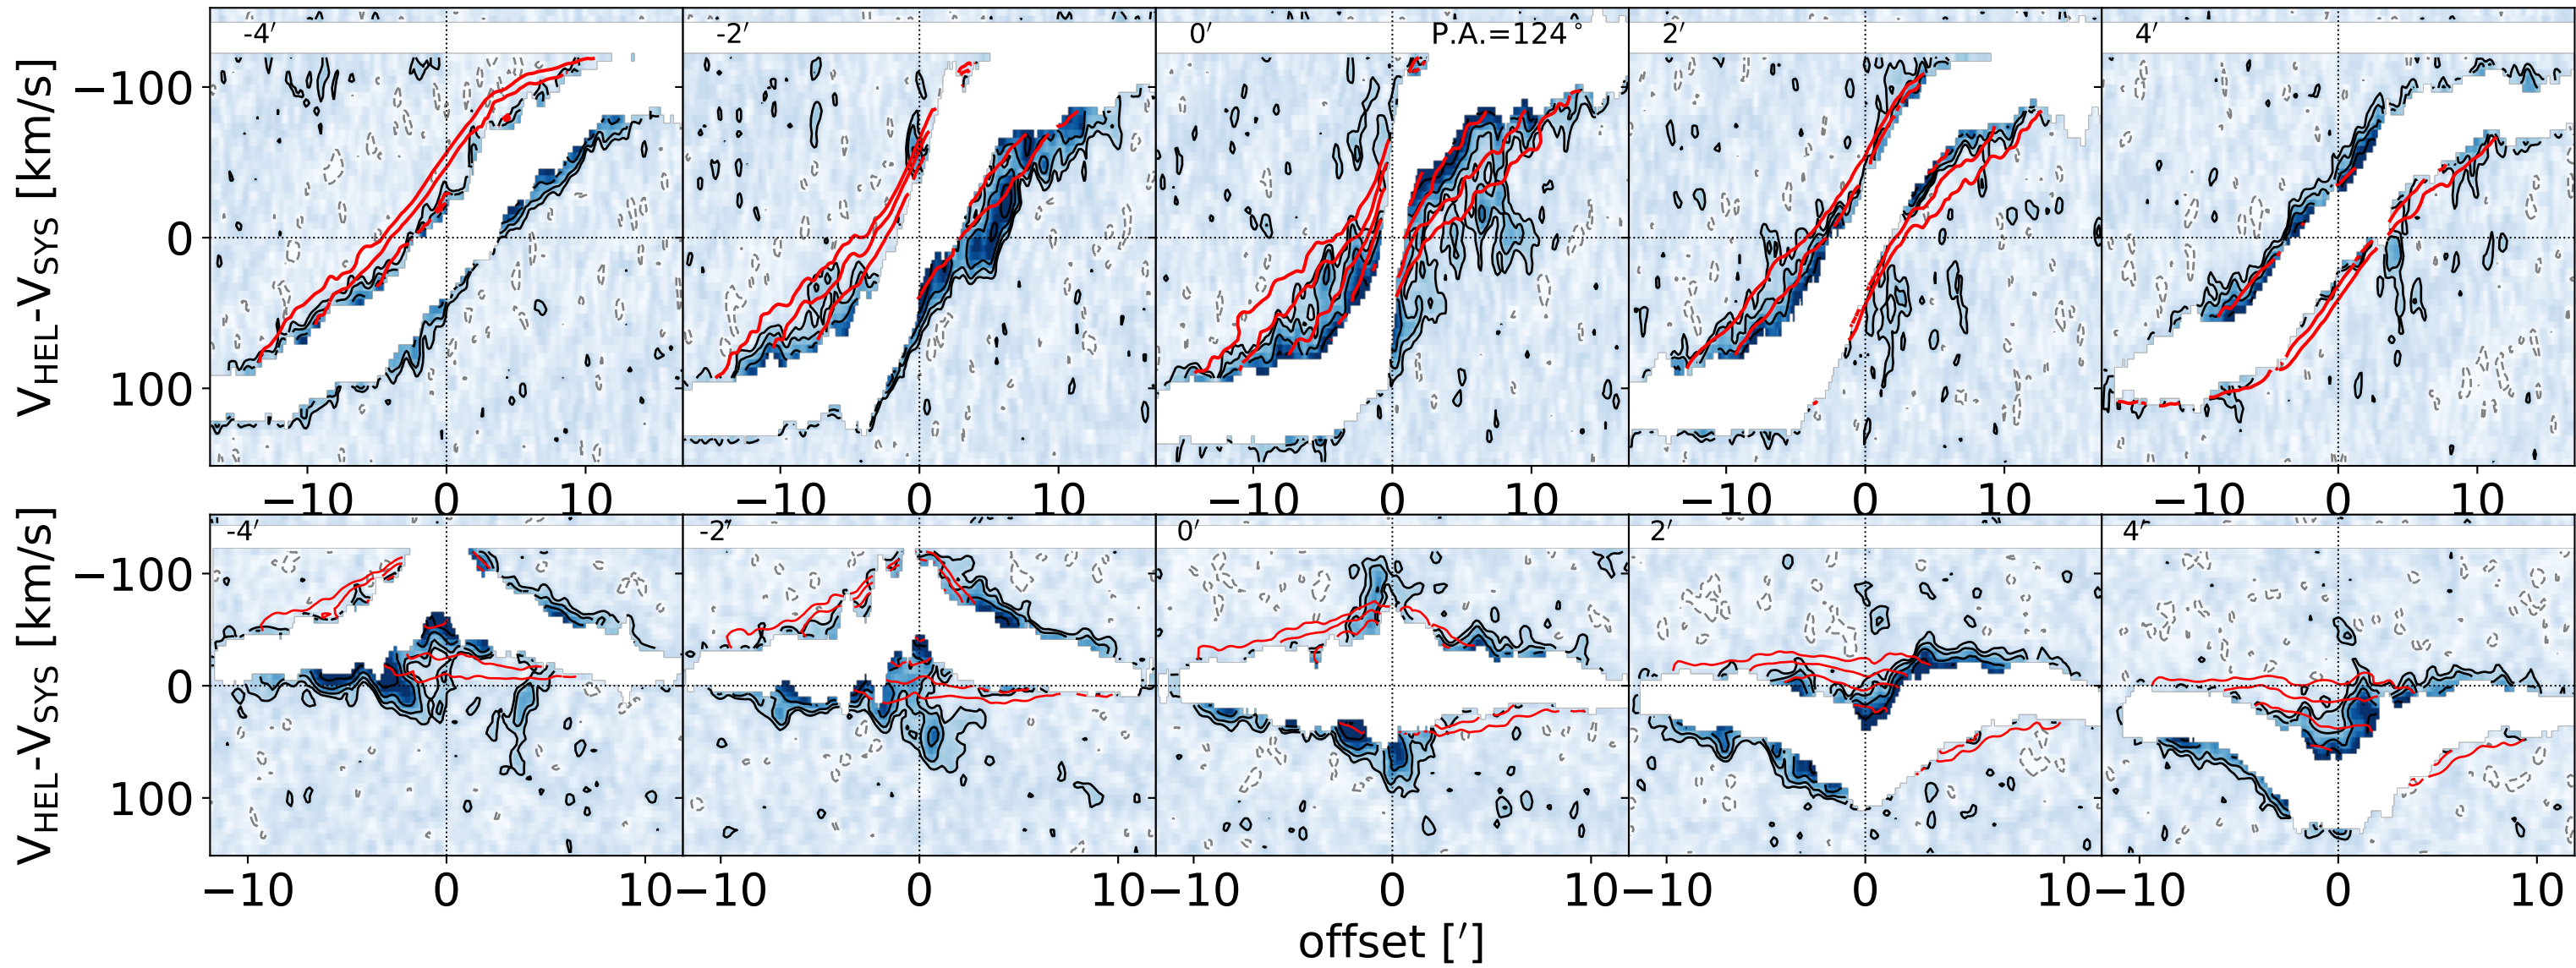 -4′ -2′ 0′ P.A.=124° 2′ 4′
V_HEL-V_SYS [km/s]
−100
0
100
−10 0 10 −10 0 10 −10 0 10 −10 0 10 −10 0 10
-4′ -2′ 0′ 2′ 4′
V_HEL-V_SYS [km/s]
−100
0
100
−10 0 10 −10 0 10 −10 0 10 −10 0 10 −10 0 10
offset [′]